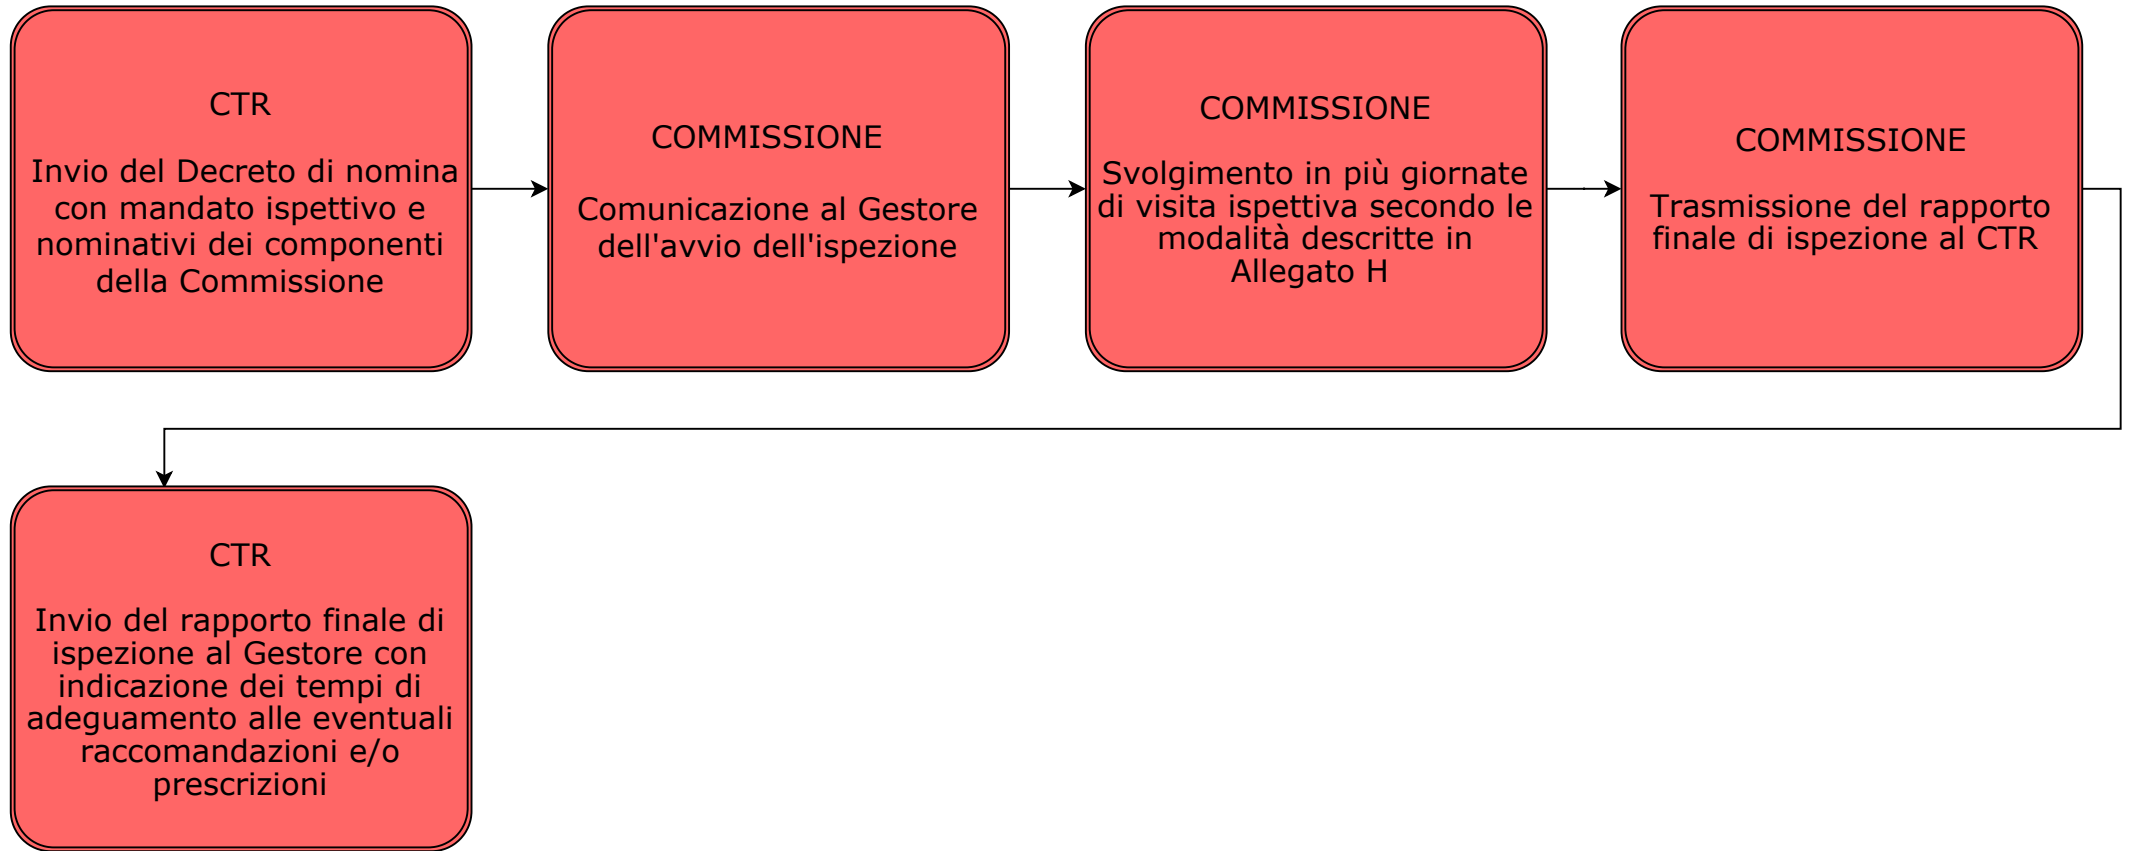 CTR
Invio del Decreto di nomina
con mandato ispettivo e
nominativi dei componenti
della Commissione
COMMISSIONE
Comunicazione al Gestore
dell'avvio dell'ispezione
COMMISSIONE
Svolgimento in più giornate
di visita ispettiva secondo le
modalità descritte in
Allegato H
COMMISSIONE
Trasmissione del rapporto
finale di ispezione al CTR
CTR
Invio del rapporto finale di
ispezione al Gestore con
indicazione dei tempi di
adeguamento alle eventuali
raccomandazioni e/o
prescrizioni